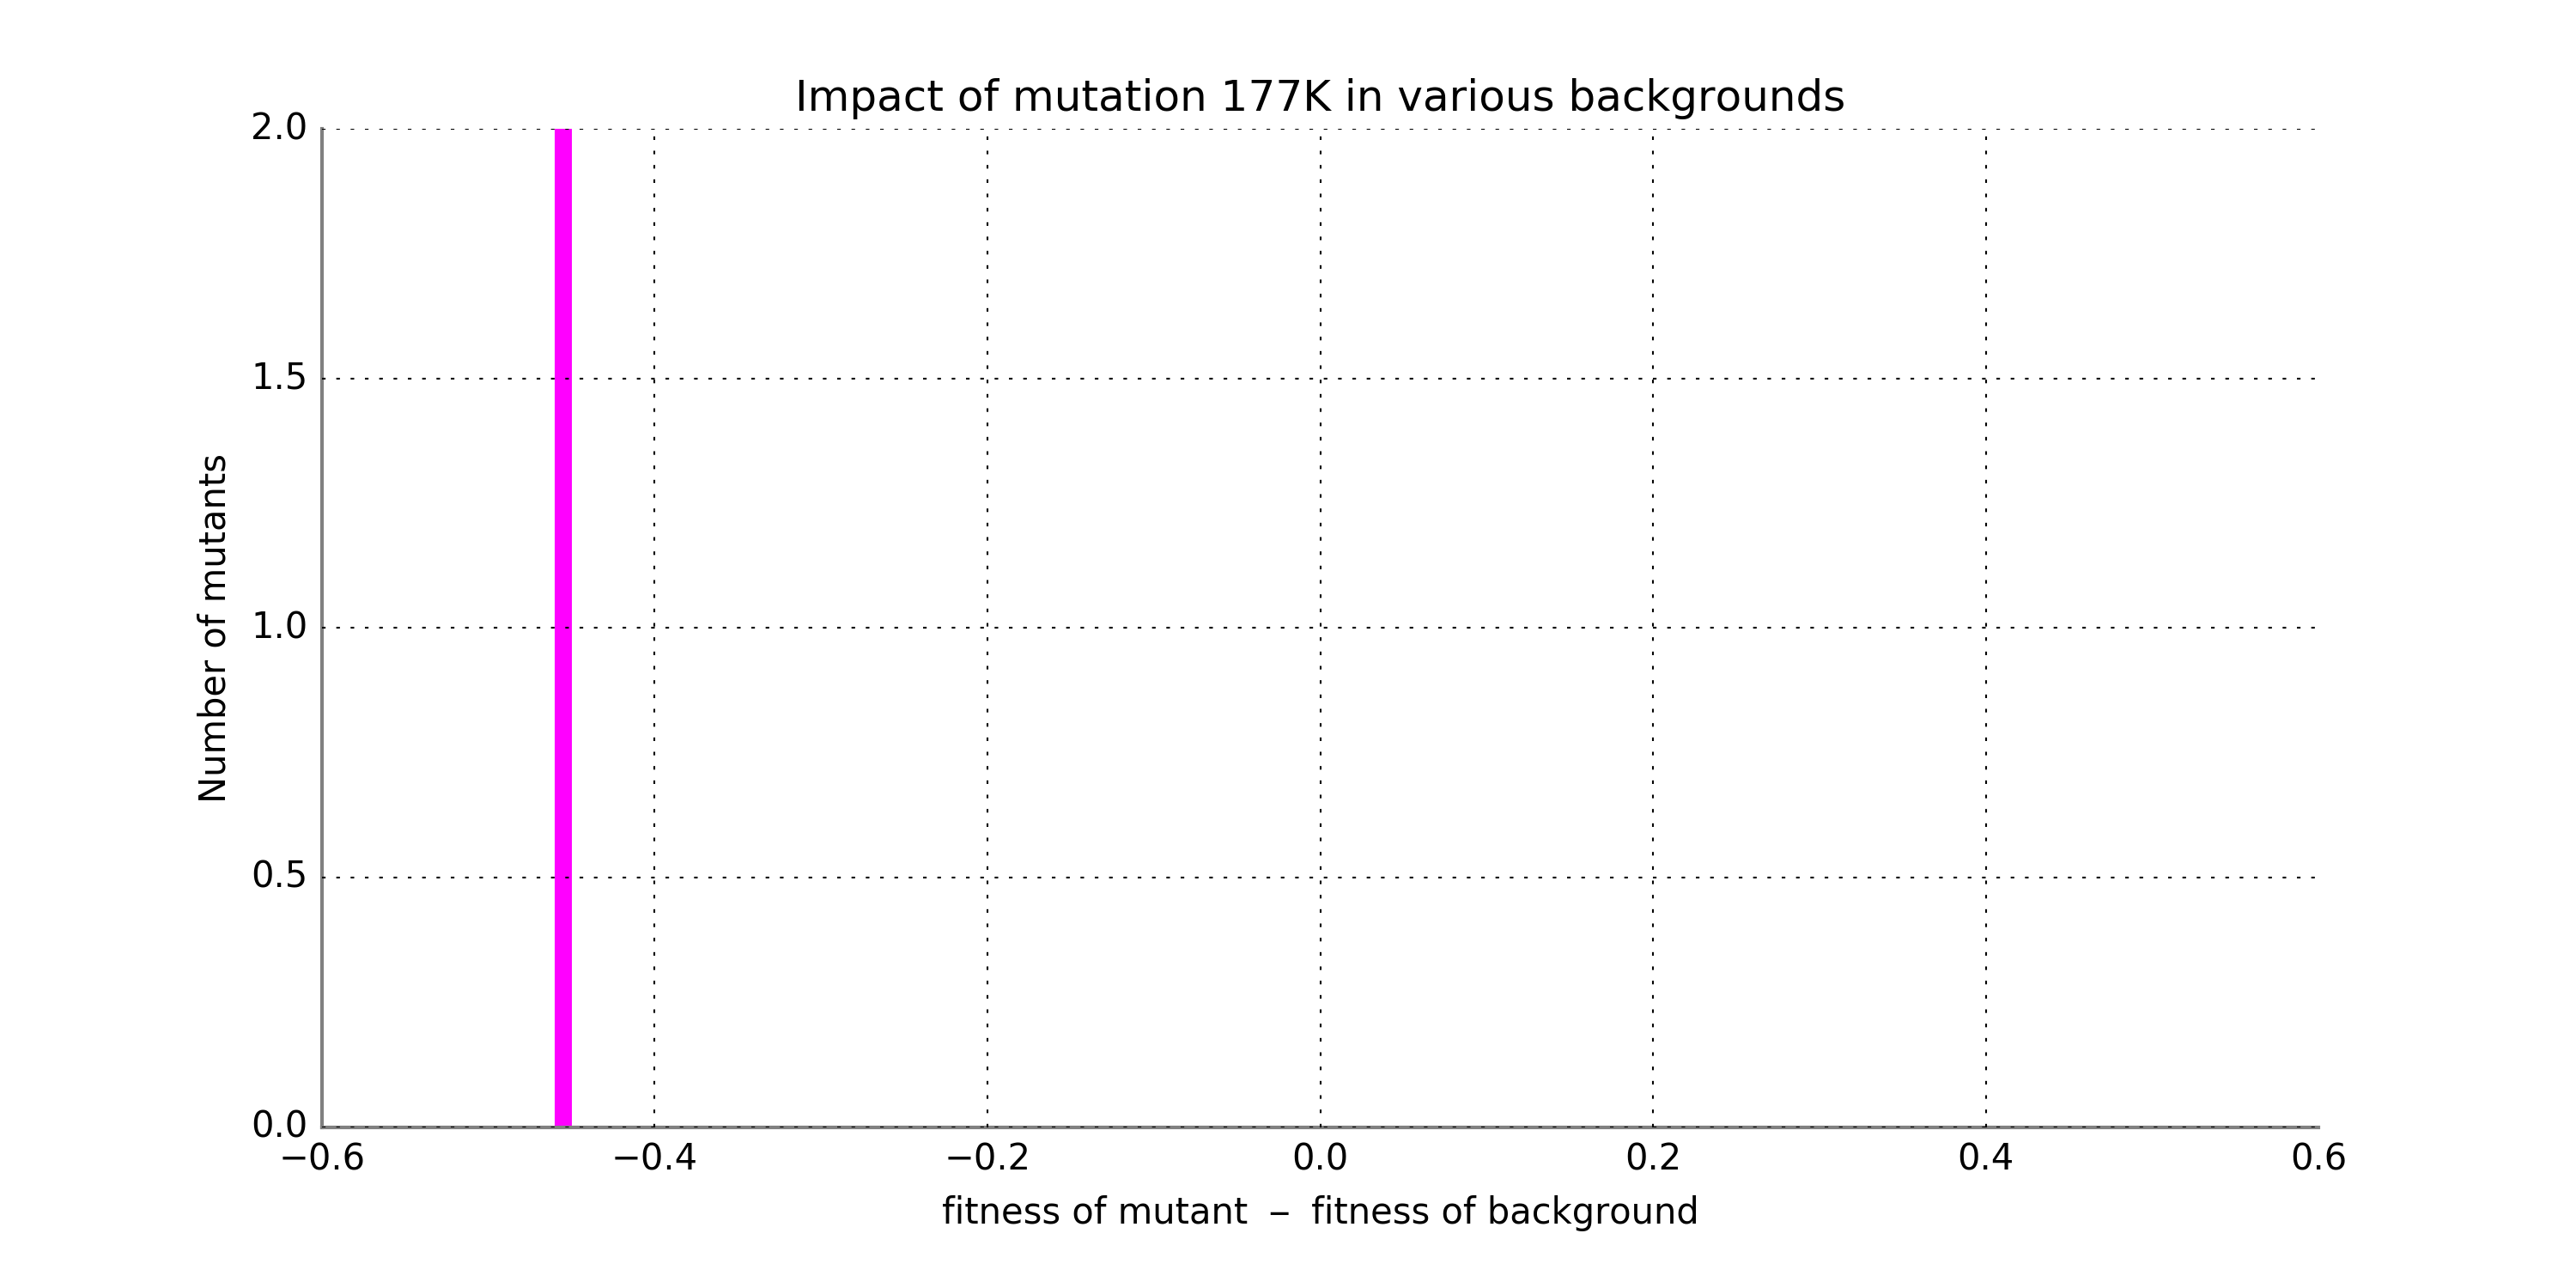 Impact of mutation 177K in various backgrounds
2.0
1.5
1.0
0.5
0.0
Number of mutants
−0.6 −0.4 −0.2 0.0 0.2 0.4 0.6
fitness of mutant − fitness of background